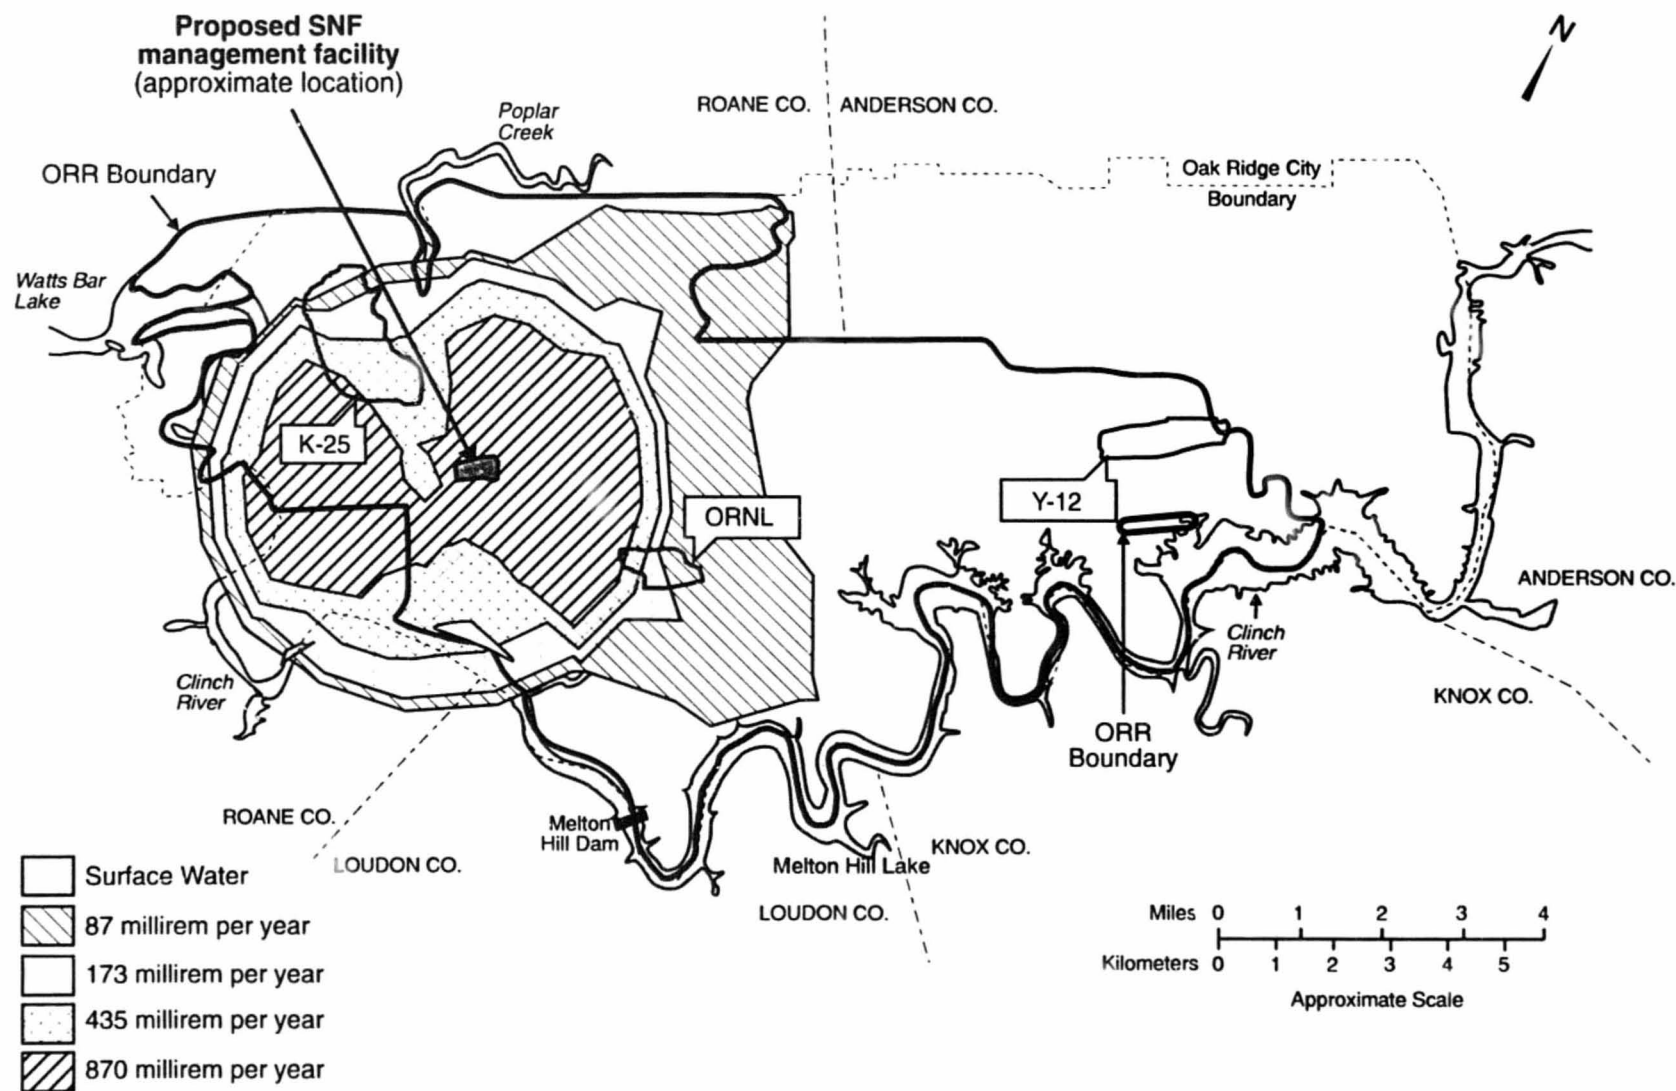 Proposed SNF
management facility
(approximate location)
N
ROANE CO.
ANDERSON CO.
Poplar
Creek
ORR Boundary
Oak Ridge City
Boundary
Watts Bar
Lake
K-25
ORNL
Y-12
ANDERSON CO.
Clinch
River
Clinch
River
KNOX CO.
ORR
Boundary
ROANE CO.
Melton
Hill Dam
LOUDON CO.
Melton Hill Lake
KNOX CO.
LOUDON CO.
Surface Water
87 millirem per year
173 millirem per year
435 millirem per year
870 millirem per year
Miles 0 1 2 3 4
Kilometers 0 1 2 3 4 5
Approximate Scale